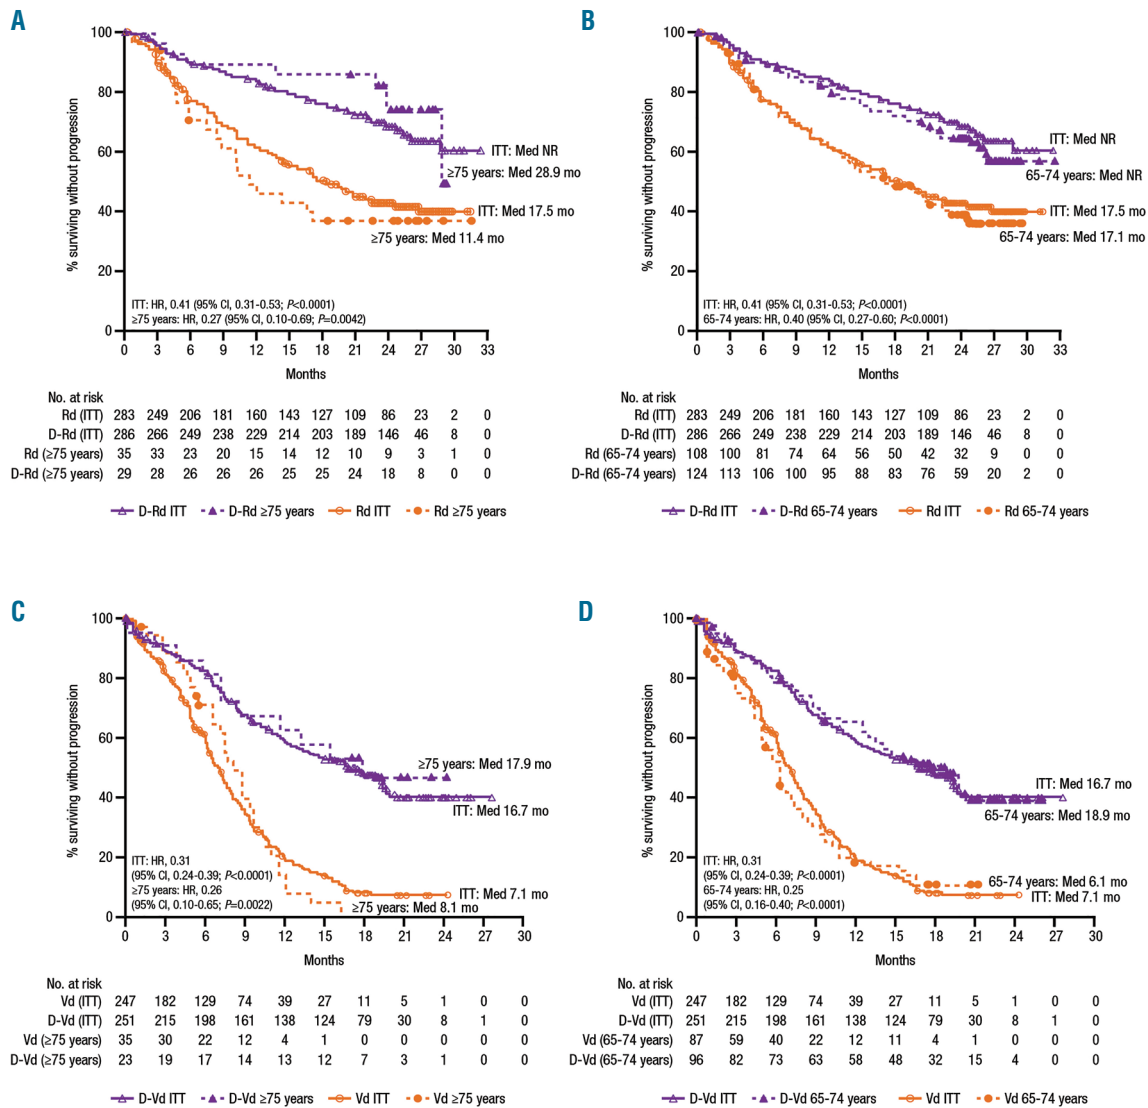 A
% surviving without progression
100
80
60
40
20
0
ITT: Med NR
≥75 years: Med 28.9 mo
ITT: Med 17.5 mo
≥75 years: Med 11.4 mo
ITT: HR, 0.41 (95% CI, 0.31-0.53; P<0.0001)
≥75 years: HR, 0.27 (95% CI, 0.10-0.69; P=0.0042)
0 3 6 9 12 15 18 21 24 27 30 33
Months
No. at risk
Rd (ITT) 283 249 206 181 160 143 127 109 86 23 2 0
D-Rd (ITT) 286 266 249 238 229 214 203 189 146 46 8 0
Rd (≥75 years) 35 33 23 20 15 14 12 10 9 3 1 0
D-Rd (≥75 years) 29 28 26 26 26 25 25 24 18 8 0 0
D-Rd ITT D-Rd ≥75 years Rd ITT Rd ≥75 years
B
% surviving without progression
100
80
60
40
20
0
ITT: Med NR
65-74 years: Med NR
ITT: Med 17.5 mo
65-74 years: Med 17.1 mo
ITT: HR, 0.41 (95% CI, 0.31-0.53; P<0.0001)
65-74 years: HR, 0.40 (95% CI, 0.27-0.60; P<0.0001)
0 3 6 9 12 15 18 21 24 27 30 33
Months
No. at risk
Rd (ITT) 283 249 206 181 160 143 127 109 86 23 2 0
D-Rd (ITT) 286 266 249 238 229 214 203 189 146 46 8 0
Rd (65-74 years) 108 100 81 74 64 56 50 42 32 9 0 0
D-Rd (65-74 years) 124 113 106 100 95 88 83 76 59 20 2 0
D-Rd ITT D-Rd 65-74 years Rd ITT Rd 65-74 years
C
% surviving without progression
100
80
60
40
20
0
≥75 years: Med 17.9 mo
ITT: Med 16.7 mo
ITT: HR, 0.31
(95% CI, 0.24-0.39; P<0.0001)
≥75 years: HR, 0.26
(95% CI, 0.10-0.65; P=0.0022)
ITT: Med 7.1 mo
≥75 years: Med 8.1 mo
0 3 6 9 12 15 18 21 24 27 30
Months
No. at risk
Vd (ITT) 247 182 129 74 39 27 11 5 1 0 0
D-Vd (ITT) 251 215 198 161 138 124 79 30 8 1 0
Vd (≥75 years) 35 30 22 12 4 1 0 0 0 0 0
D-Vd (≥75 years) 23 19 17 14 13 12 7 3 1 0 0
D-Vd ITT D-Vd ≥75 years Vd ITT Vd ≥75 years
D
% surviving without progression
100
80
60
40
20
0
ITT: Med 16.7 mo
65-74 years: Med 18.9 mo
ITT: HR, 0.31
(95% CI, 0.24-0.39; P<0.0001)
65-74 years: HR, 0.25
(95% CI, 0.16-0.40; P<0.0001)
65-74 years: Med 6.1 mo
ITT: Med 7.1 mo
0 3 6 9 12 15 18 21 24 27 30
Months
No. at risk
Vd (ITT) 247 182 129 74 39 27 11 5 1 0 0
D-Vd (ITT) 251 215 198 161 138 124 79 30 8 1 0
Vd (65-74 years) 87 59 40 22 12 11 4 1 0 0 0
D-Vd (65-74 years) 96 82 73 63 58 48 32 15 4 0 0
D-Vd ITT D-Vd 65-74 years Vd ITT Vd 65-74 years